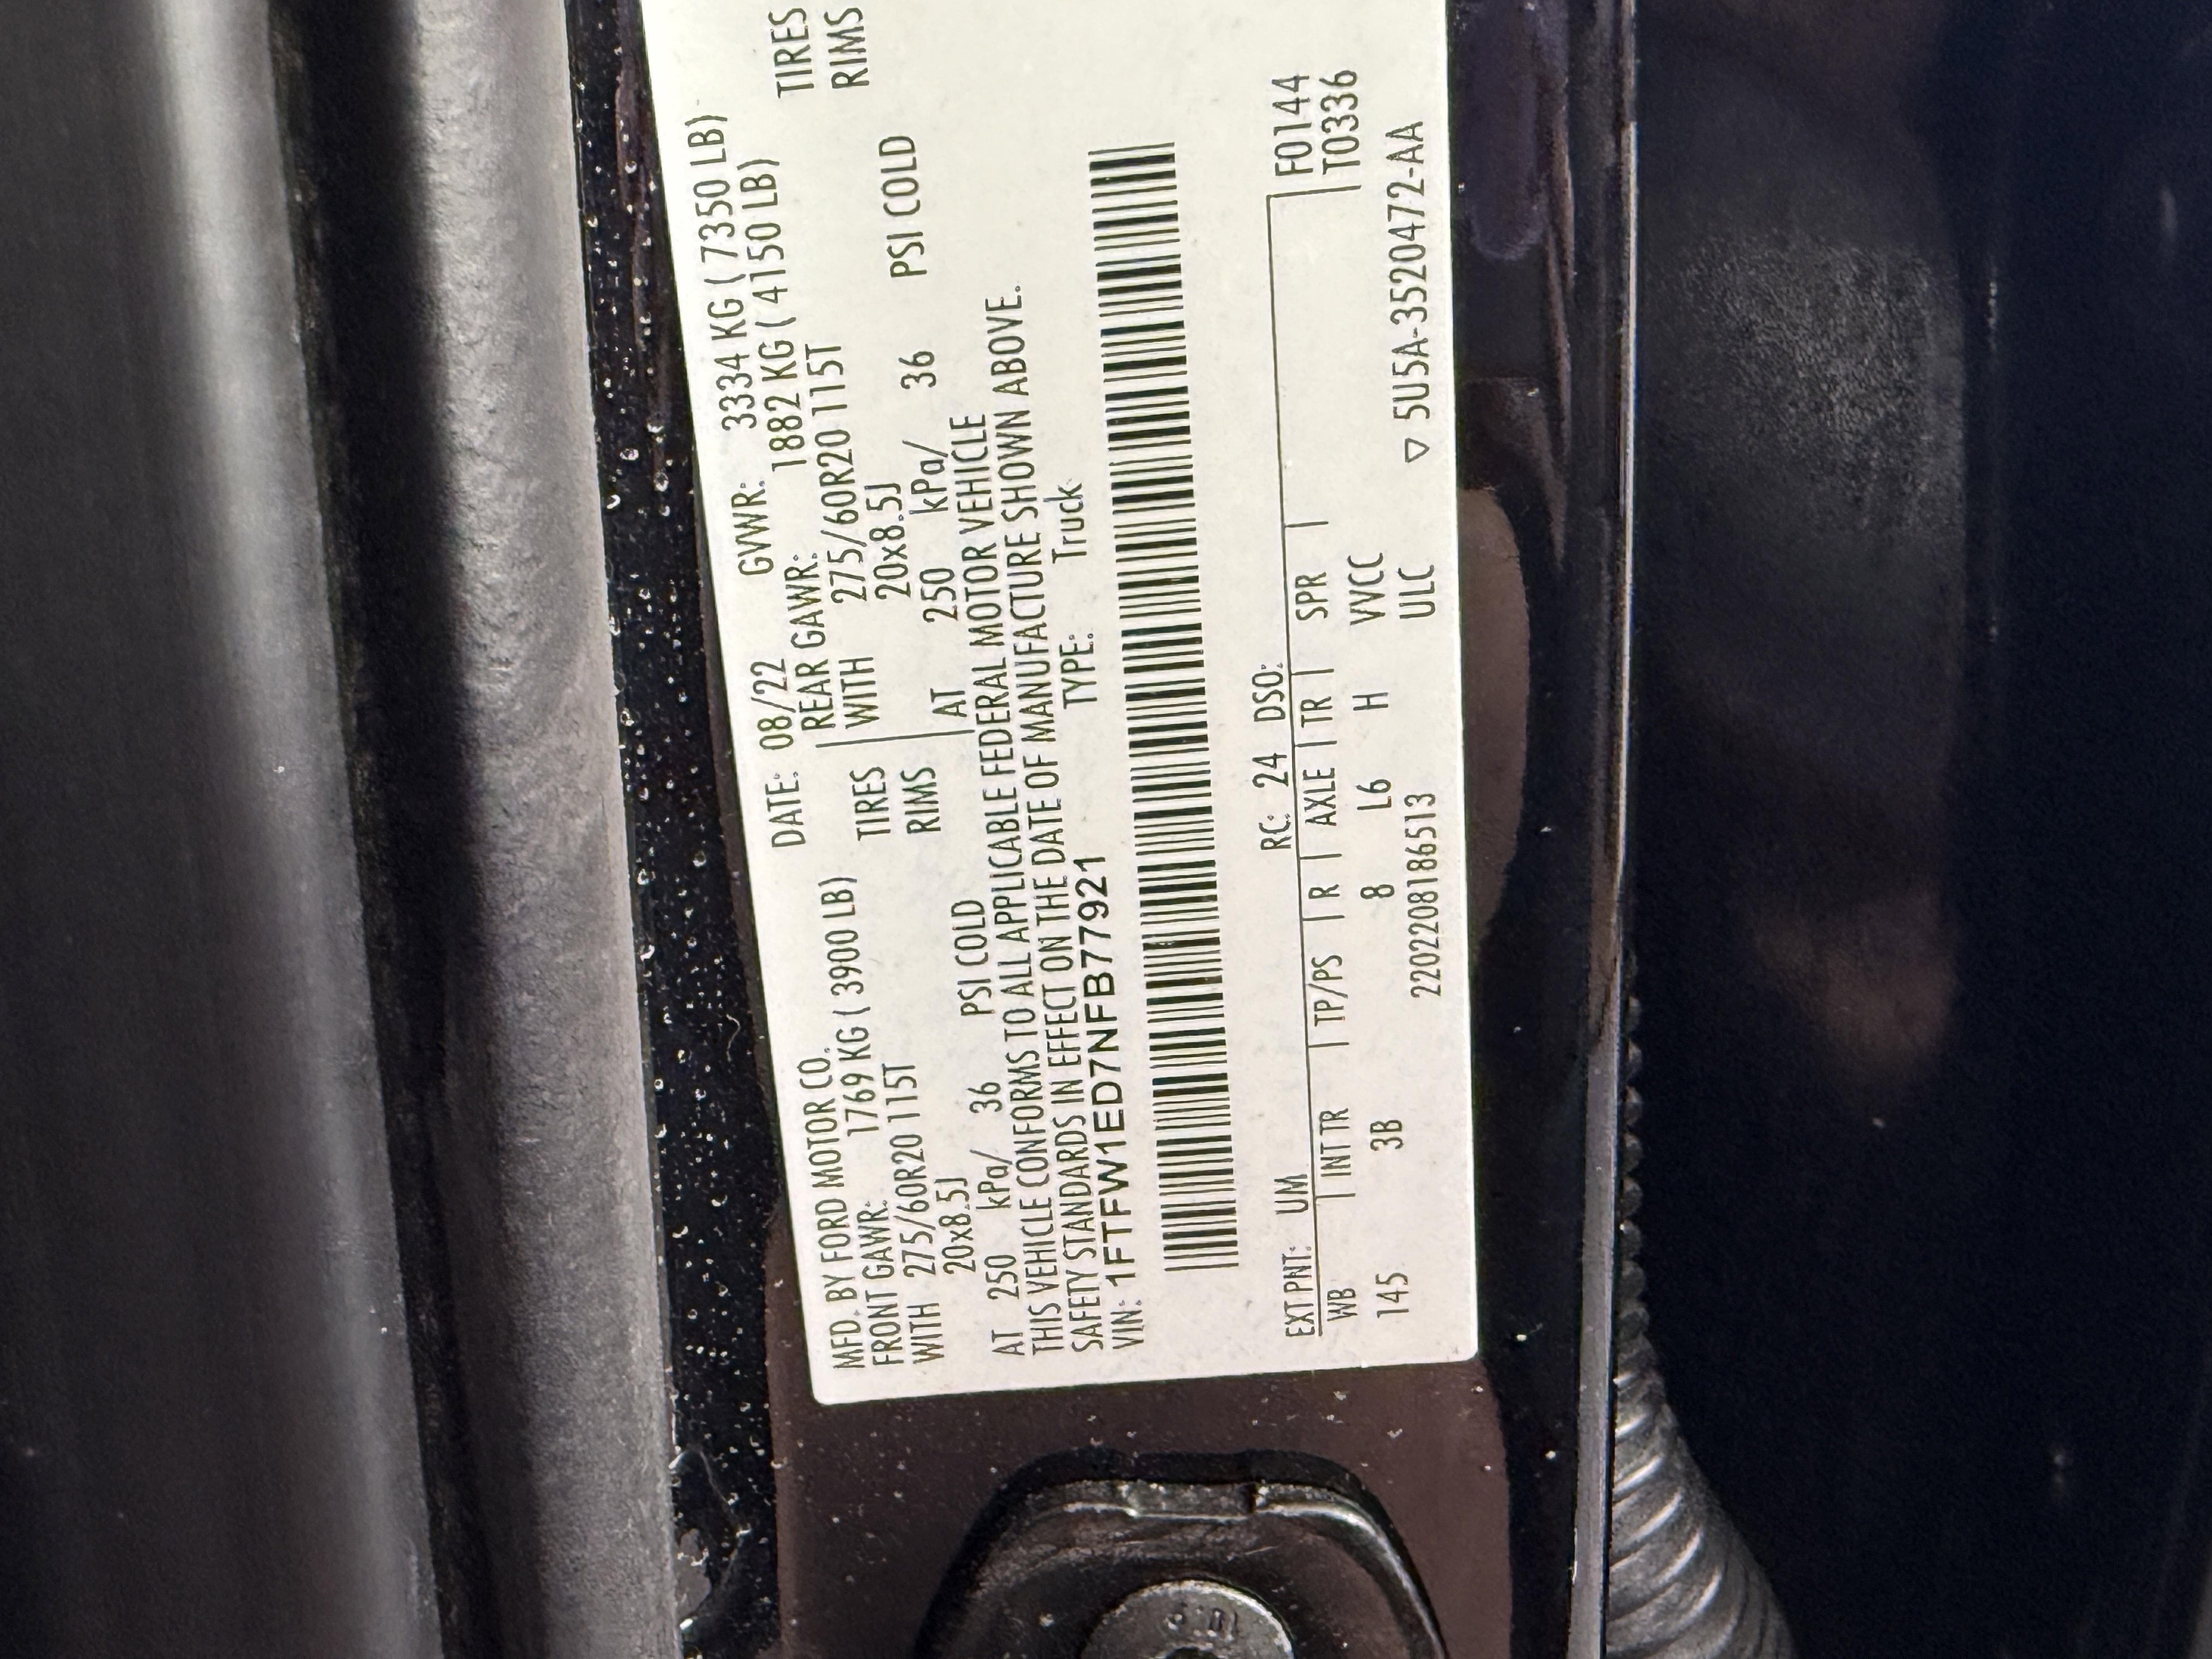 MFD. BY FORD MOTOR CO. DATE: 08/22 GVWR: 3334 KG ( 7350 LB)
FRONT GAWR: 1769 KG ( 3900 LB) REAR GAWR: 1882 KG ( 4150 LB)
WITH 275/60R20 115T TIRES WITH 275/60R20 115T TIRES
20x8.5J RIMS 20x8.5J RIMS
AT 250 kPa/ 36 PSI COLD AT 250 kPa/ 36 PSI COLD
THIS VEHICLE CONFORMS TO ALL APPLICABLE FEDERAL MOTOR VEHICLE
SAFETY STANDARDS IN EFFECT ON THE DATE OF MANUFACTURE SHOWN ABOVE.
VIN: 1FTFW1ED7NFB77921 TYPE: Truck
EXT PNT: UM RC: 24 DSO: F0144
WB | INT TR | TP/PS | R | AXLE | TR | SPR | T0336
145 3B 8 L6 H VVCC
2202208186513 ULC ▽ 5U5A-3520472-AA